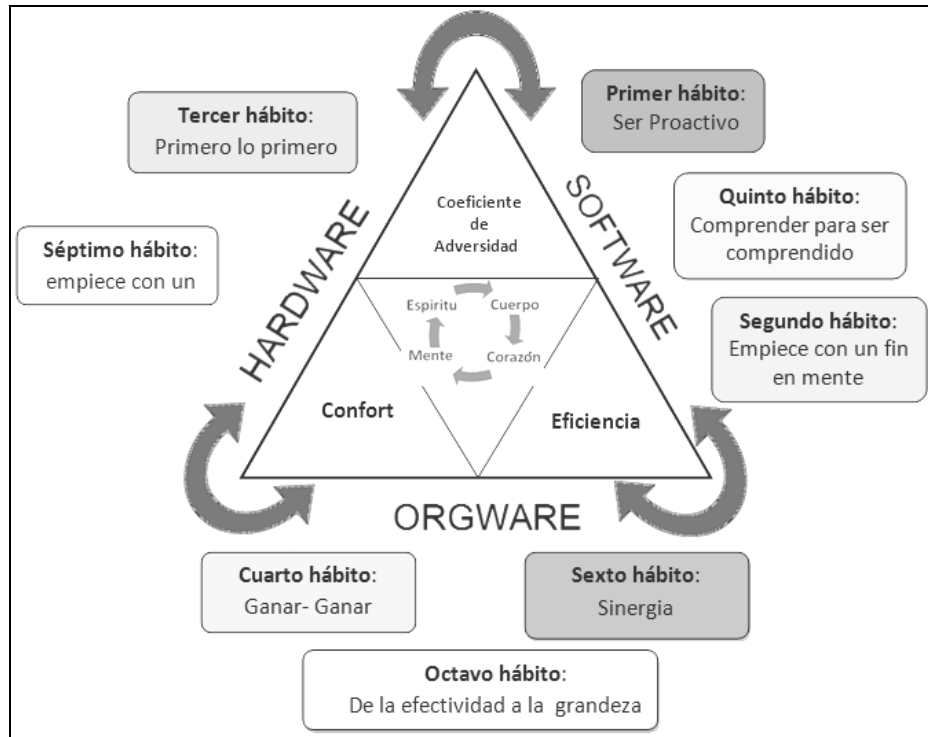 Tercer hábito:
Primero lo primero
Primer hábito:
Ser Proactivo
Séptimo hábito:
empiece con un
HARDWARE
SOFTWARE
Quinto hábito:
Comprender para ser
comprendido
Segundo hábito:
Empiece con un fin
en mente
Coeficiente
de
Adversidad
Espiritu
Cuerpo
Mente
Corazón
Confort
Eficiencia
ORGWARE
Cuarto hábito:
Ganar- Ganar
Sexto hábito:
Sinergia
Octavo hábito:
De la efectividad a la grandeza